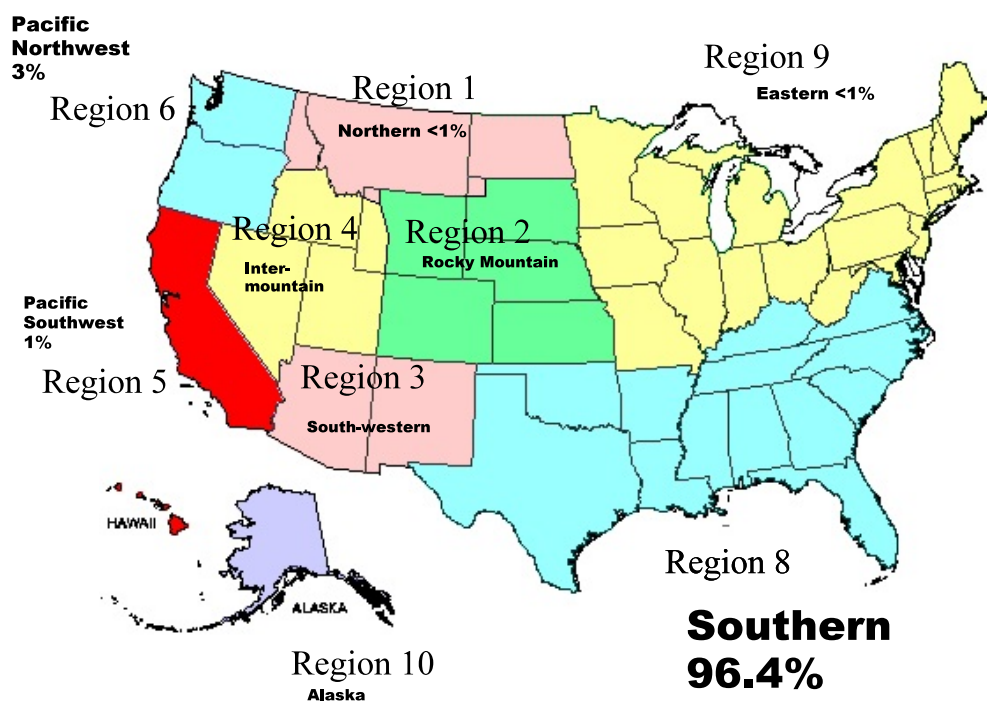 Pacific
Northwest
3%
Region 9
Eastern <1%
Region 1
Region 6
Northern <1%
Region 4
Region 2
Rocky Mountain
Inter-
mountain
Pacific
Southwest
1%
Region 5
Region 3
South-western
HAWAII
ALASKA
Region 8
Southern
96.4%
Region 10
Alaska